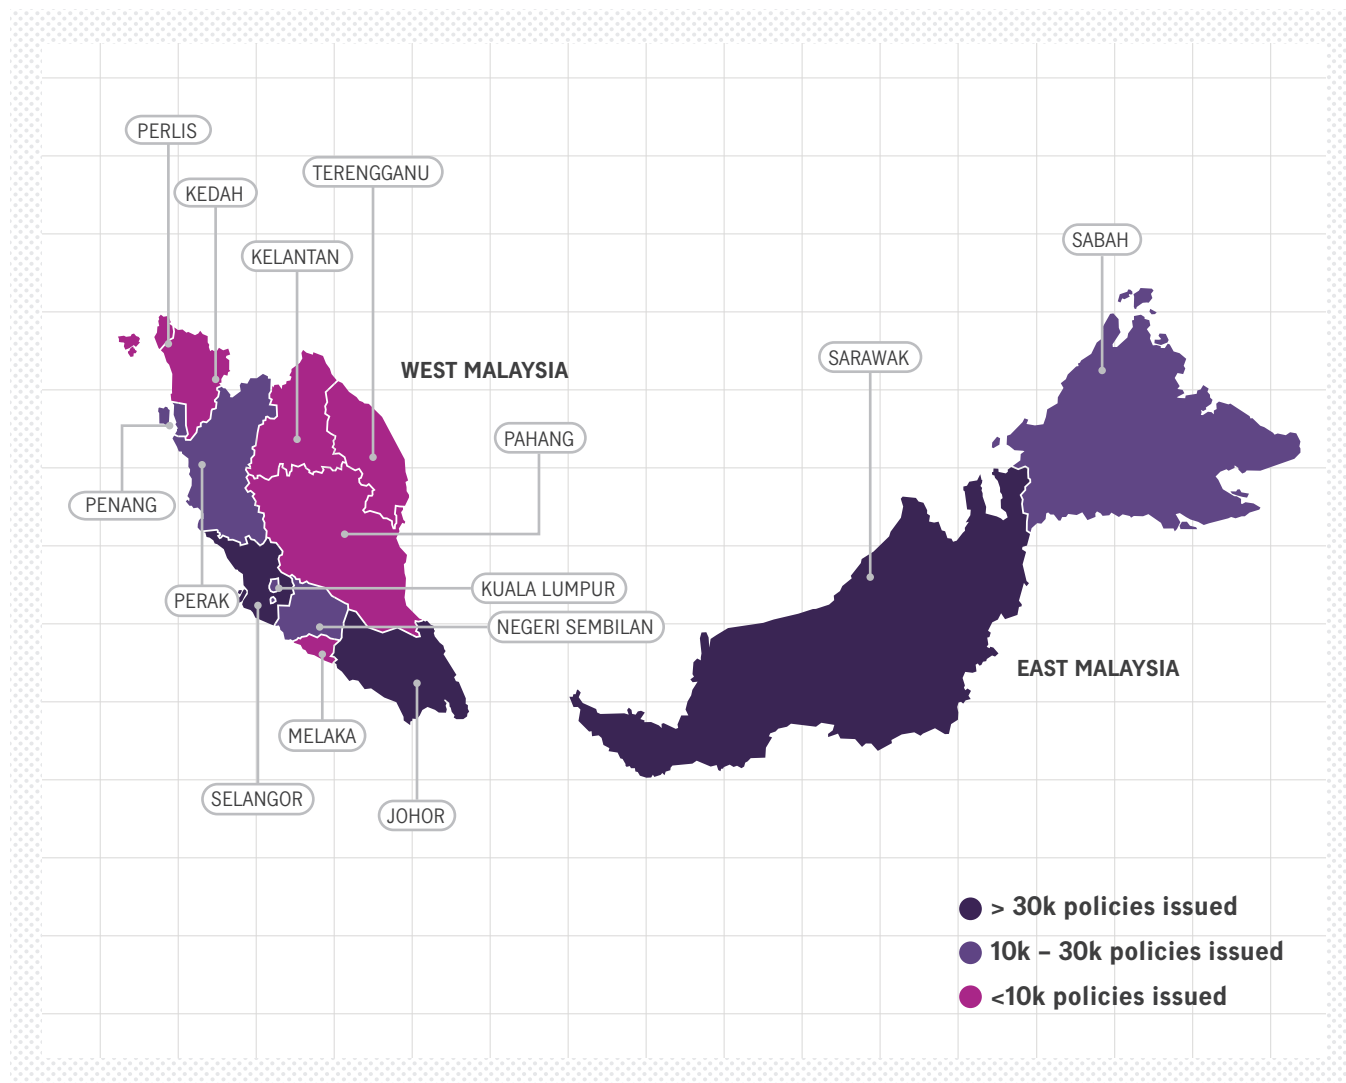 PERLIS
TERENGGANU
KEDAH
SABAH
KELANTAN
SARAWAK
WEST MALAYSIA
PAHANG
PENANG
KUALA LUMPUR
PERAK
NEGERI SEMBILAN
EAST MALAYSIA
MELAKA
SELANGOR
JOHOR
> 30k policies issued
10k – 30k policies issued
<10k policies issued